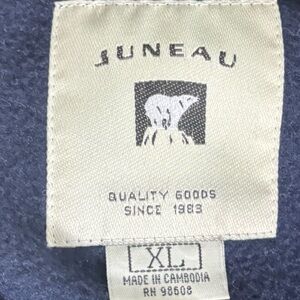 JUNEAU
QUALITY GOODS
SINCE 1983
XL
MADE IN CAMBODIA
RN 98608